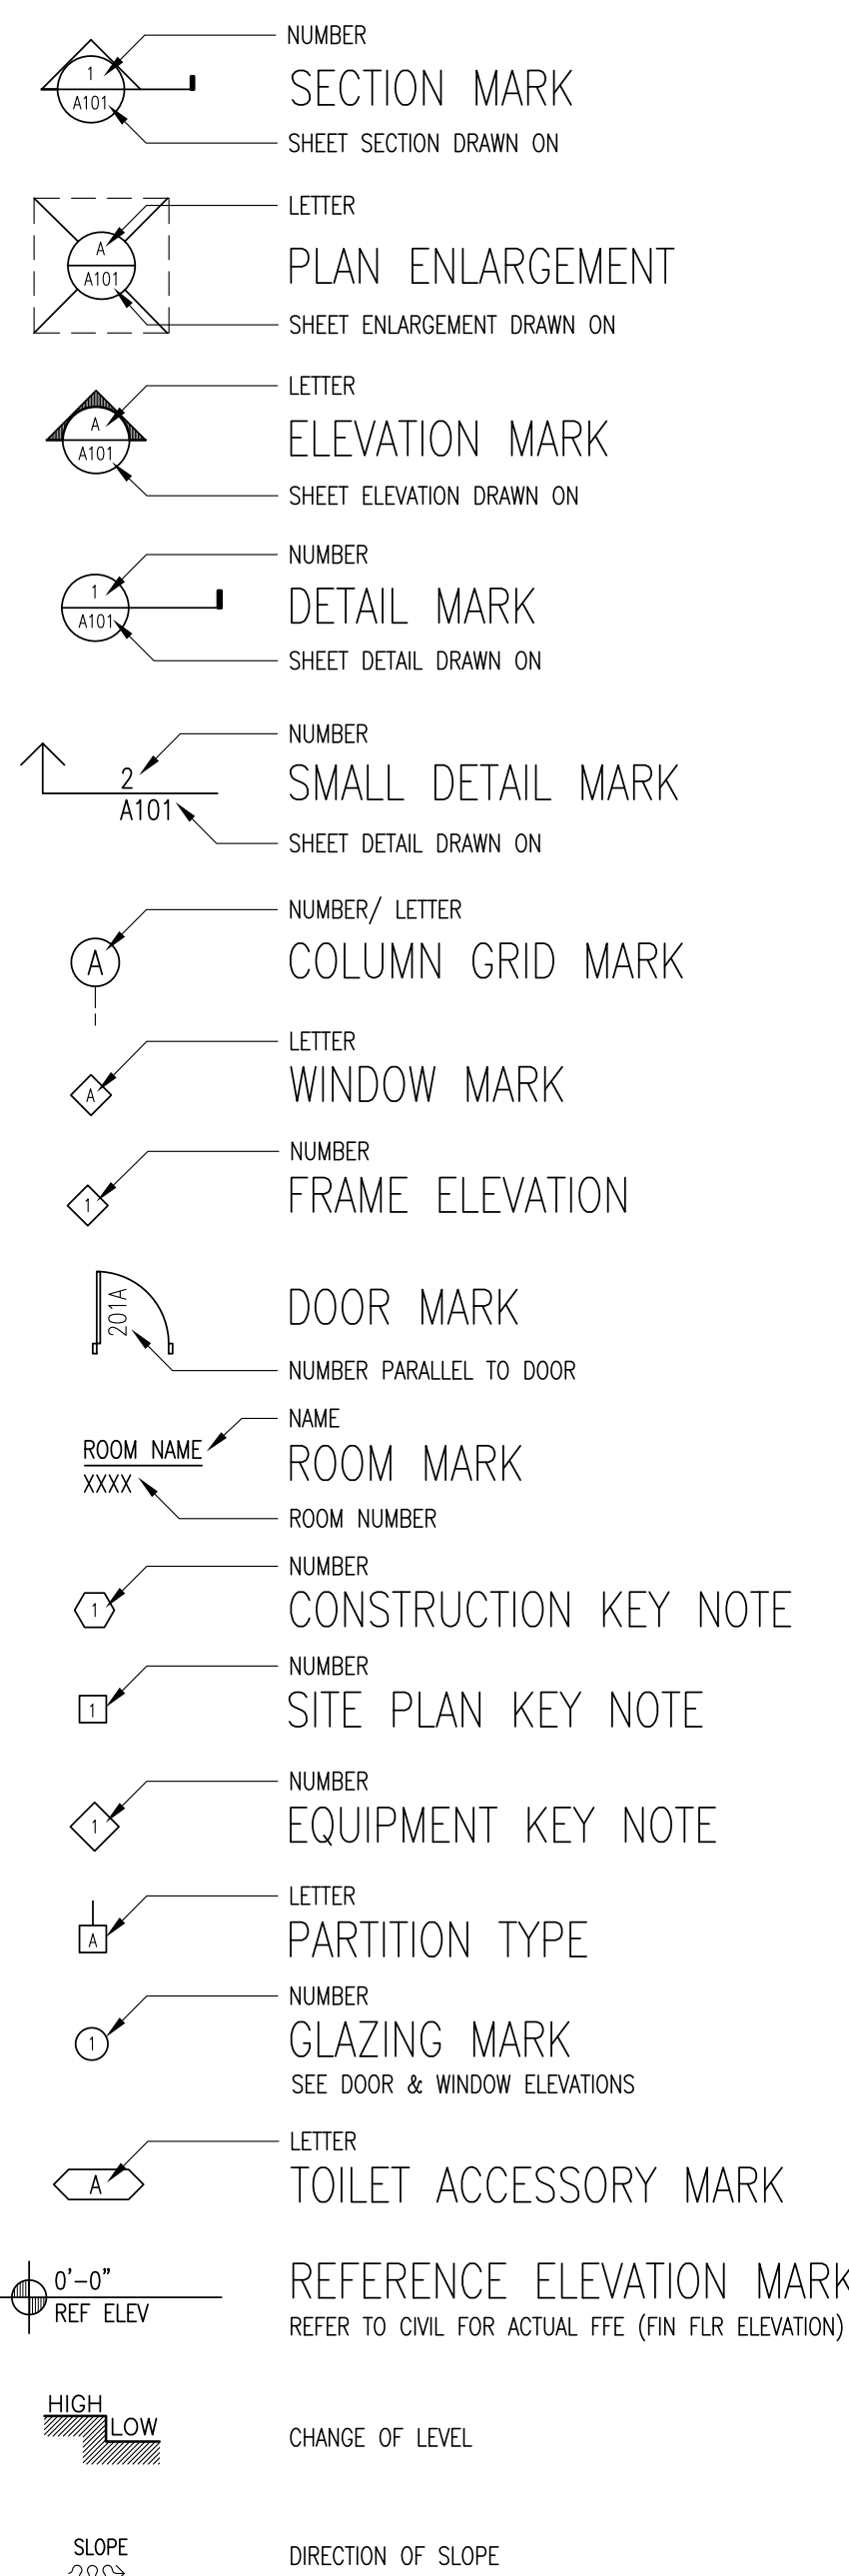 NUMBER
1
SECTION MARK
A101
SHEET SECTION DRAWN ON
LETTER
A
PLAN ENLARGEMENT
A101
SHEET ENLARGEMENT DRAWN ON
LETTER
A
ELEVATION MARK
A101
SHEET ELEVATION DRAWN ON
NUMBER
1
DETAIL MARK
A101
SHEET DETAIL DRAWN ON
NUMBER
2
SMALL DETAIL MARK
A101
SHEET DETAIL DRAWN ON
NUMBER/ LETTER
A
COLUMN GRID MARK
LETTER
A
WINDOW MARK
NUMBER
1
FRAME ELEVATION
201A
DOOR MARK
NUMBER PARALLEL TO DOOR
NAME
ROOM NAME
ROOM MARK
XXXX
ROOM NUMBER
NUMBER
1
CONSTRUCTION KEY NOTE
NUMBER
1
SITE PLAN KEY NOTE
NUMBER
1
EQUIPMENT KEY NOTE
LETTER
A
PARTITION TYPE
NUMBER
1
GLAZING MARK
SEE DOOR & WINDOW ELEVATIONS
LETTER
A
TOILET ACCESSORY MARK
0'-0"
REFERENCE ELEVATION MARK
REF ELEV
REFER TO CIVIL FOR ACTUAL FFE (FIN FLR ELEVATION)
HIGH
LOW
CHANGE OF LEVEL
SLOPE
DIRECTION OF SLOPE